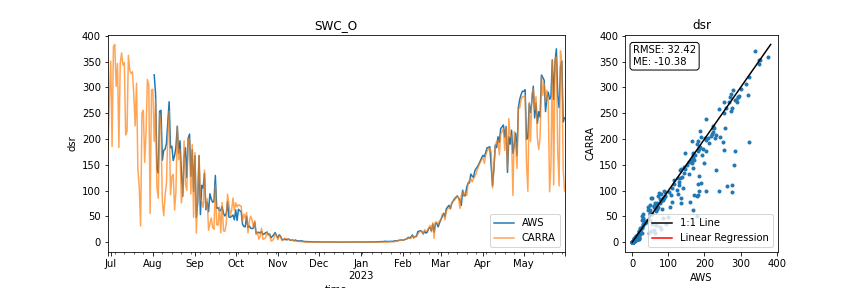 SWC_O
dsr
400
350
300
250
200
150
100
50
0
dsr
AWS
CARRA
Jul Aug Sep Oct Nov Dec Jan Feb Mar Apr May
2023
time
dsr
400
350
300
250
200
150
100
50
0
CARRA
RMSE: 32.42
ME: -10.38
1:1 Line
Linear Regression
0 100 200 300 400
AWS